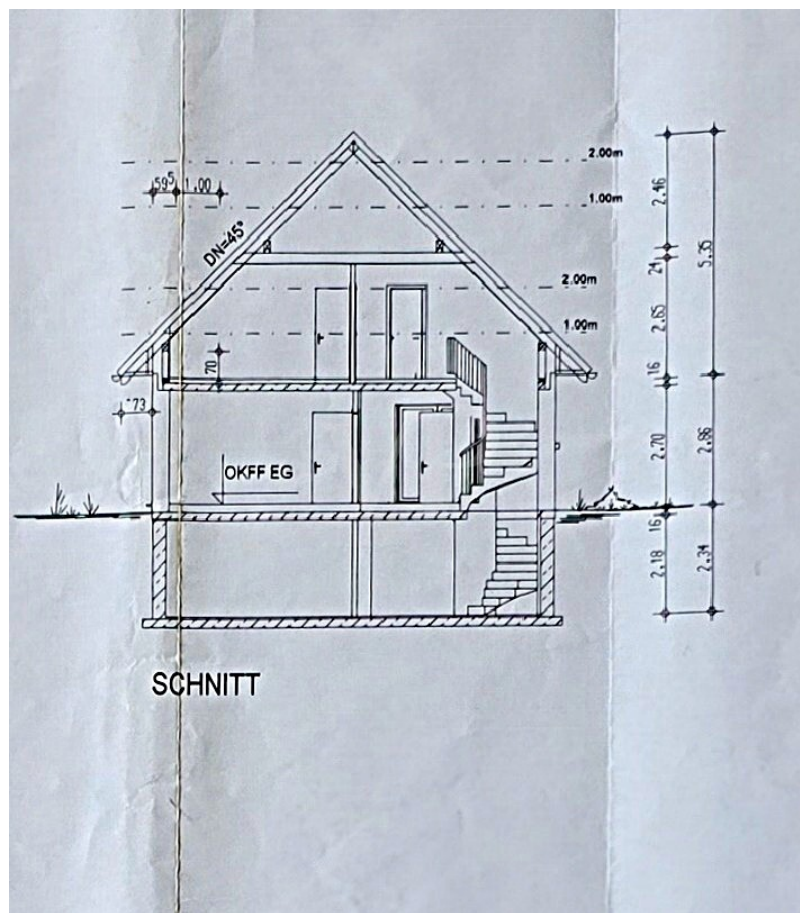 2.00m
59⁵ 1.00
1.00m
DN=45°
2.46
24
5.35
2.00m
2.65
1.00m
70
16
73
2.70
2.86
OKFF EG
16
2.18
2.34
SCHNITT